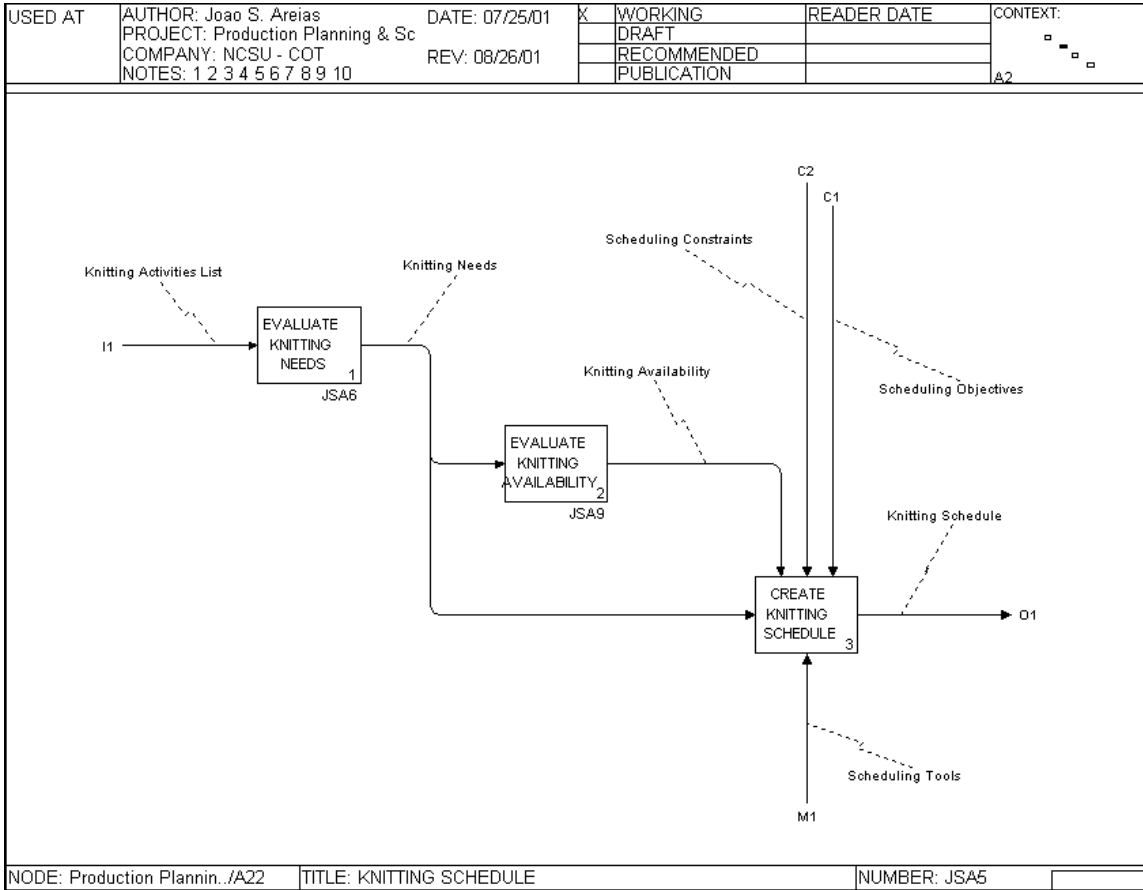 USED AT
AUTHOR: Joao S. Areias
DATE: 07/25/01
PROJECT: Production Planning & Sc
COMPANY: NCSU - COT
REV: 08/26/01
NOTES: 1 2 3 4 5 6 7 8 9 10
X WORKING
DRAFT
RECOMMENDED
PUBLICATION
READER DATE
CONTEXT:
A2
C2
C1
Scheduling Constraints
Knitting Activities List
Knitting Needs
I1
EVALUATE
KNITTING
NEEDS
1
JSA6
Knitting Availability
Scheduling Objectives
EVALUATE
KNITTING
AVAILABILITY
2
JSA9
Knitting Schedule
CREATE
KNITTING
SCHEDULE
3
O1
Scheduling Tools
M1
NODE: Production Plannin../A22
TITLE: KNITTING SCHEDULE
NUMBER: JSA5